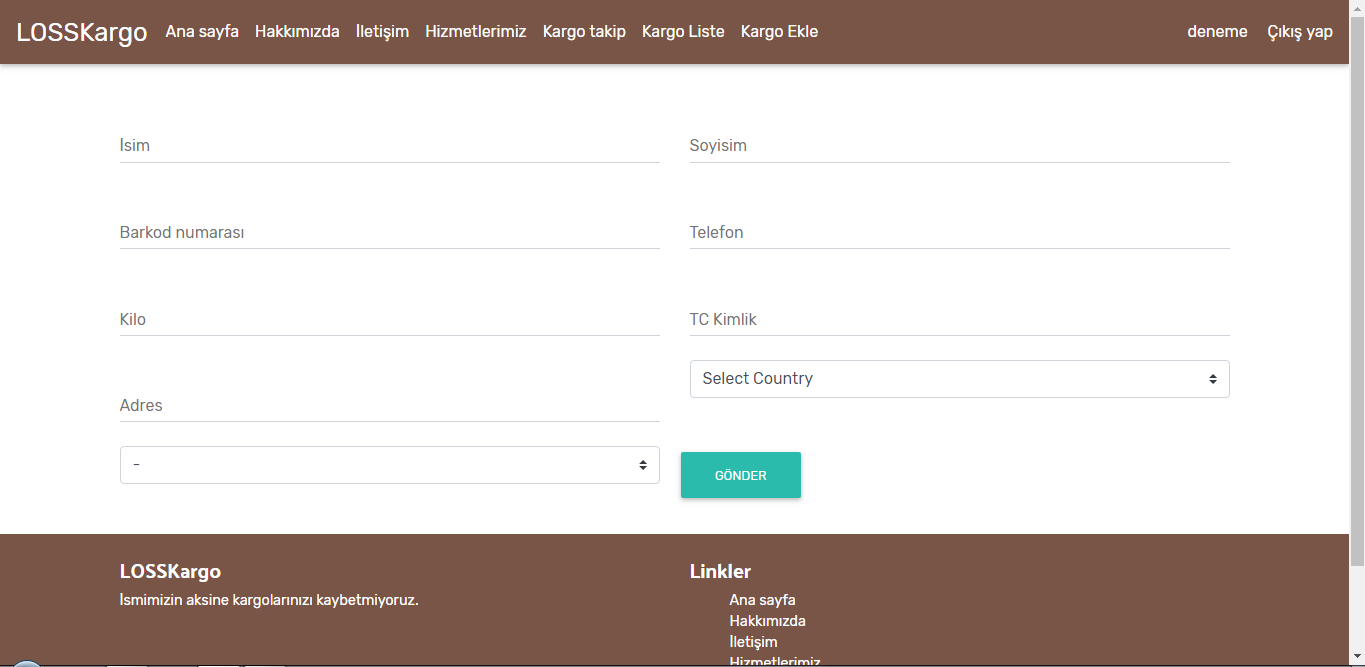 LOSSKargo Ana sayfa Hakkımızda İletişim Hizmetlerimiz Kargo takip Kargo Liste Kargo Ekle deneme Çıkış yap
İsim Soyisim
Barkod numarası Telefon
Kilo TC Kimlik
Select Country
Adres
-
GÖNDER
LOSSKargo Linkler
İsmimizin aksine kargolarınızı kaybetmiyoruz. Ana sayfa
Hakkımızda
İletişim
Hizmetlerimiz